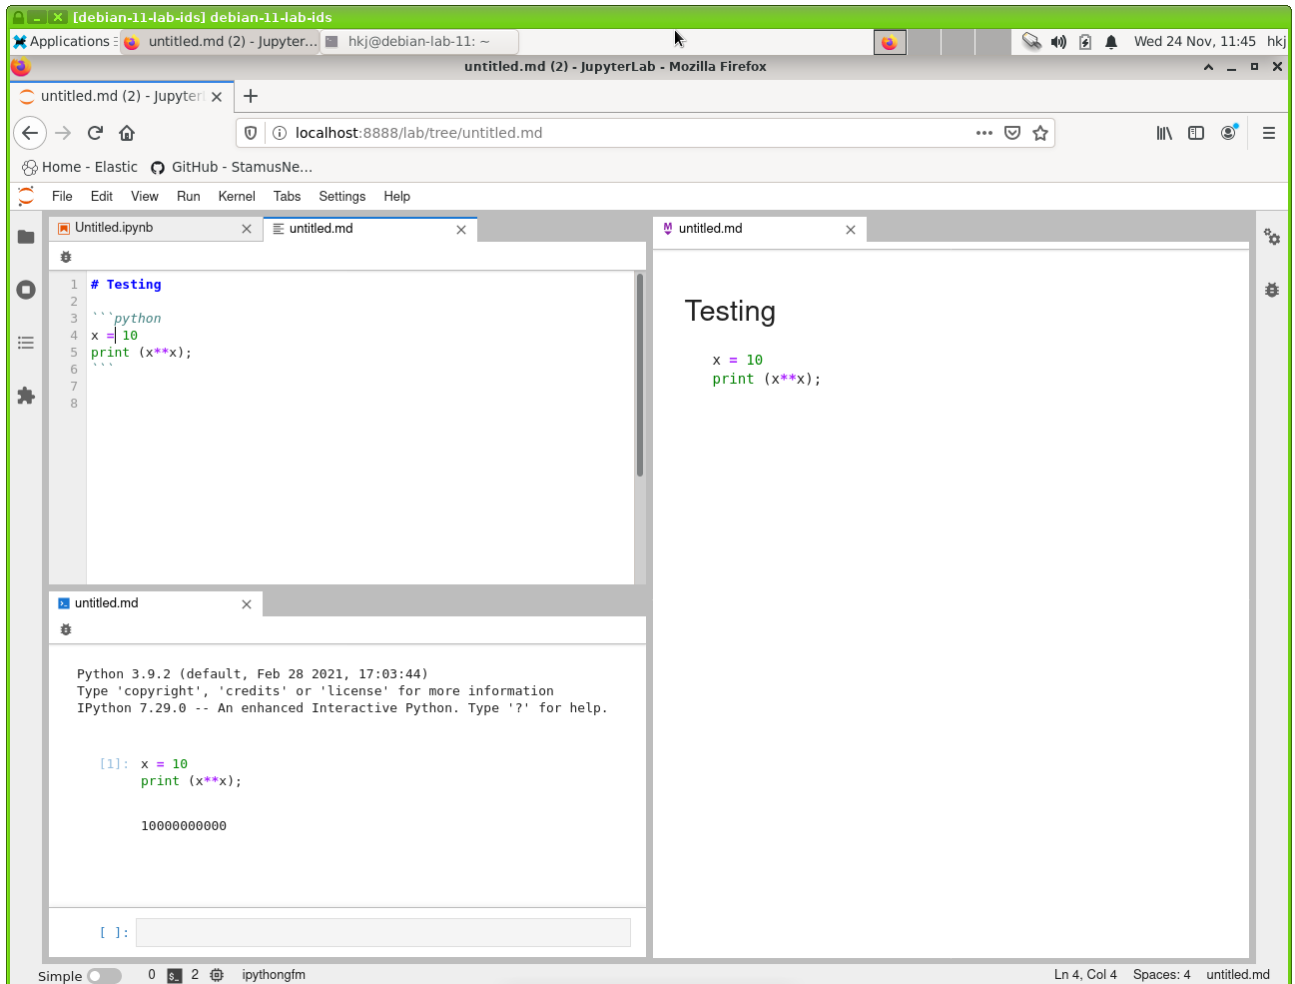 [debian-11-lab-ids] debian-11-lab-ids
Applications
untitled.md (2) - Jupyter...
hkj@debian-lab-11: ~
Wed 24 Nov, 11:45
hkj
untitled.md (2) - JupyterLab - Mozilla Firefox
untitled.md (2) - Jupyter
localhost:8888/lab/tree/untitled.md
Home - Elastic
GitHub - StamusNe...
File Edit View Run Kernel Tabs Settings Help
Untitled.ipynb
untitled.md
1 # Testing
2
3 ```python
4 x = 10
5 print (x**x);
6 ```
7
8
untitled.md
Python 3.9.2 (default, Feb 28 2021, 17:03:44)
Type 'copyright', 'credits' or 'license' for more information
IPython 7.29.0 -- An enhanced Interactive Python. Type '?' for help.
[1]: x = 10
print (x**x);
10000000000
[ ]:
untitled.md
Testing
x = 10
print (x**x);
Simple 0 2 ipythongfm
Ln 4, Col 4 Spaces: 4 untitled.md